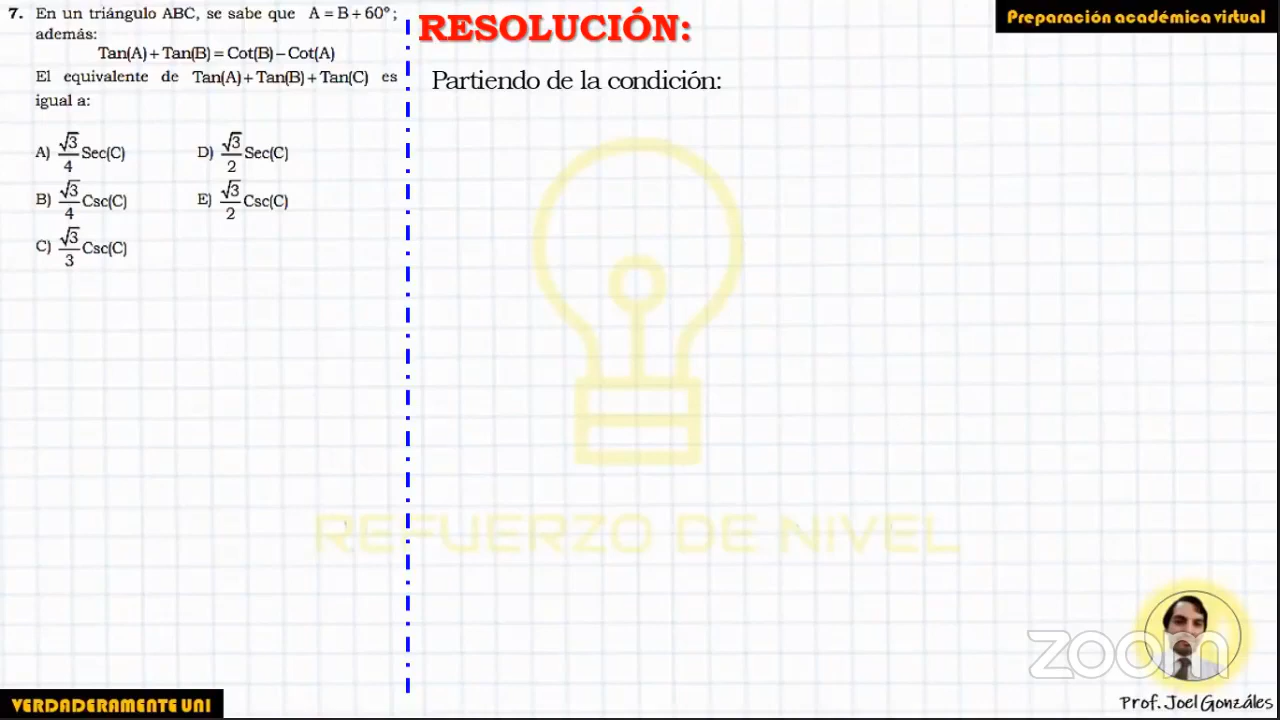 7. En un triángulo ABC, se sabe que A = B + 60°;
además:
Tan(A) + Tan(B) = Cot(B) – Cot(A)
El equivalente de Tan(A) + Tan(B) + Tan(C) es
igual a:
A) √3/4 Sec(C) D) √3/2 Sec(C)
B) √3/4 Csc(C) E) √3/2 Csc(C)
C) √3/3 Csc(C)
RESOLUCIÓN:
Partiendo de la condición:
Preparación académica virtual
REFUERZO DE NIVEL
zoom
Prof. Joel Gonzáles
VERDADERAMENTE UNI